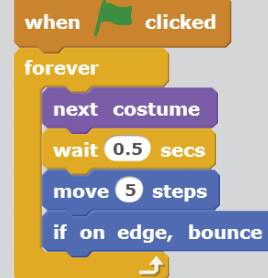 when clicked
forever
next costume
wait 0.5 secs
move 5 steps
if on edge, bounce